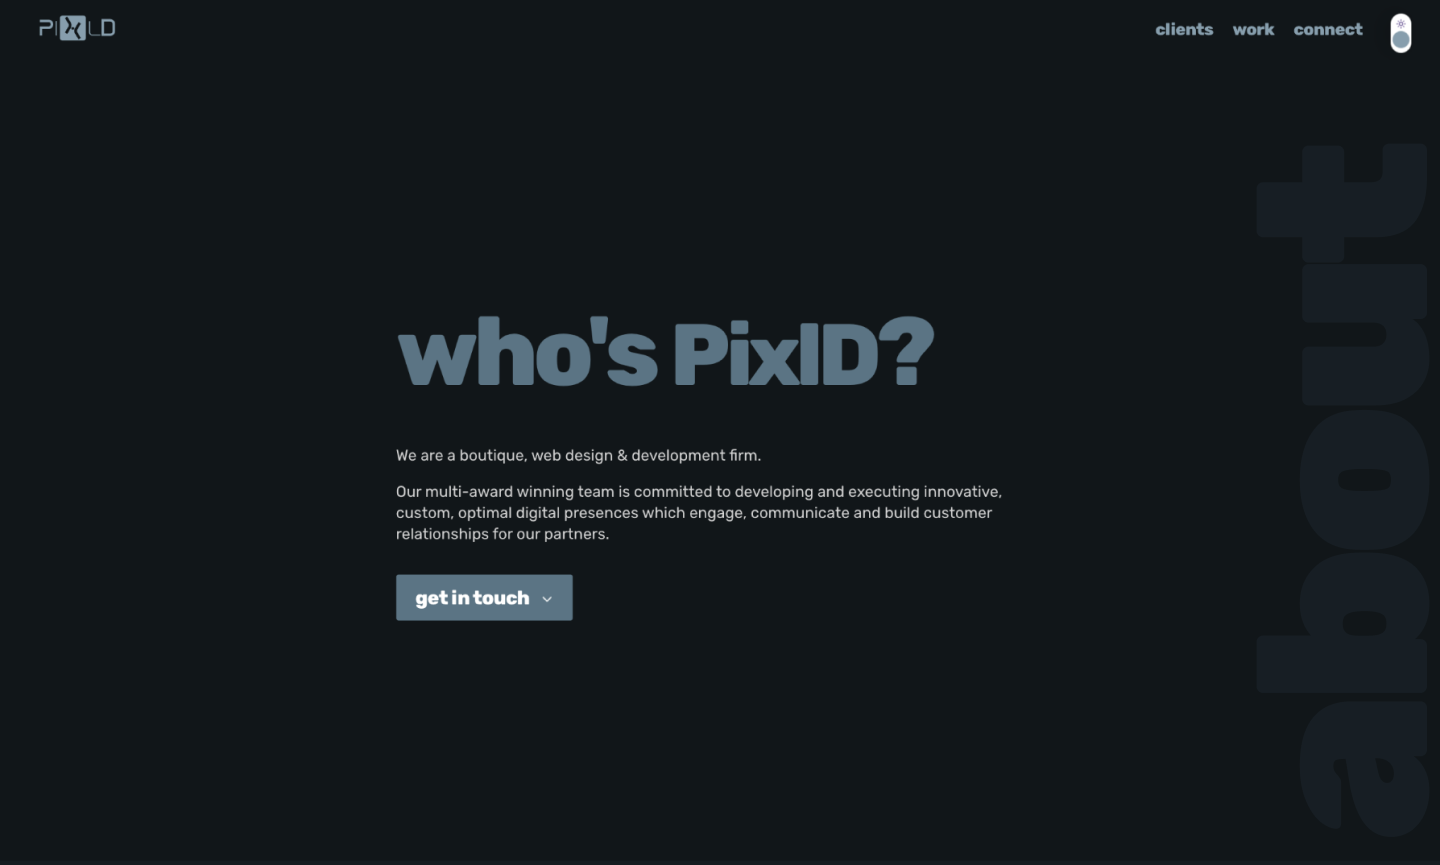 PIXLD
clients work connect
who's PixlD?
We are a boutique, web design & development firm.
Our multi-award winning team is committed to developing and executing innovative,
custom, optimal digital presences which engage, communicate and build customer
relationships for our partners.
get in touch
about